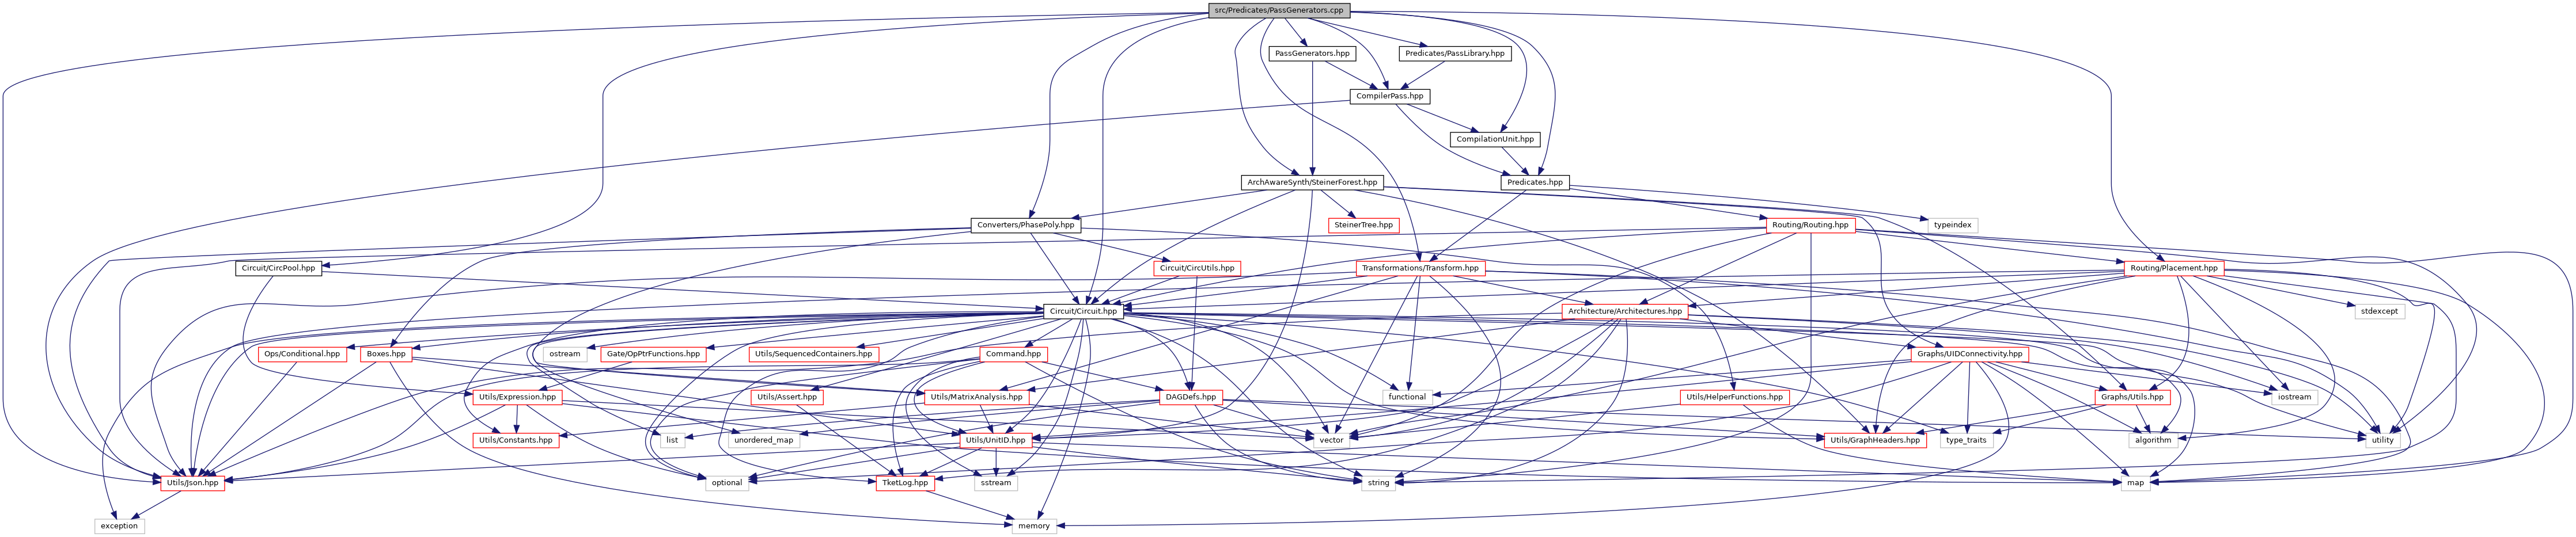 src/Predicates/PassGenerators.cpp
PassGenerators.hpp
Predicates/PassLibrary.hpp
CompilerPass.hpp
CompilationUnit.hpp
ArchAwareSynth/SteinerForest.hpp
Predicates.hpp
Converters/PhasePoly.hpp
SteinerTree.hpp
Routing/Routing.hpp
typeindex
Circuit/CircPool.hpp
Circuit/CircUtils.hpp
Transformations/Transform.hpp
Routing/Placement.hpp
Circuit/Circuit.hpp
Architecture/Architectures.hpp
stdexcept
Ops/Conditional.hpp
Boxes.hpp
ostream
Gate/OpPtrFunctions.hpp
Utils/SequencedContainers.hpp
Command.hpp
Graphs/UIDConnectivity.hpp
Utils/Expression.hpp
Utils/Assert.hpp
Utils/MatrixAnalysis.hpp
DAGDefs.hpp
functional
Utils/HelperFunctions.hpp
Graphs/Utils.hpp
iostream
Utils/Constants.hpp
list
unordered_map
Utils/UnitID.hpp
vector
Utils/GraphHeaders.hpp
type_traits
algorithm
utility
Utils/Json.hpp
optional
TketLog.hpp
sstream
string
map
exception
memory